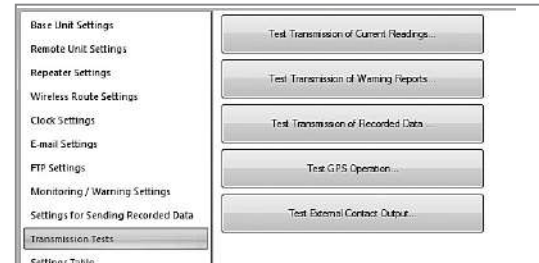 Base Unit Settings
Remote Unit Settings
Repeater Settings
Wireless Route Settings
Clock Settings
E-mail Settings
FTP Settings
Monitoring / Warning Settings
Settings for Sending Recorded Data
Transmission Tests
Settings Table
Test Transmission of Current Readings...
Test Transmission of Warning Reports...
Test Transmission of Recorded Data...
Test GPS Operation...
Test External Contact Output...